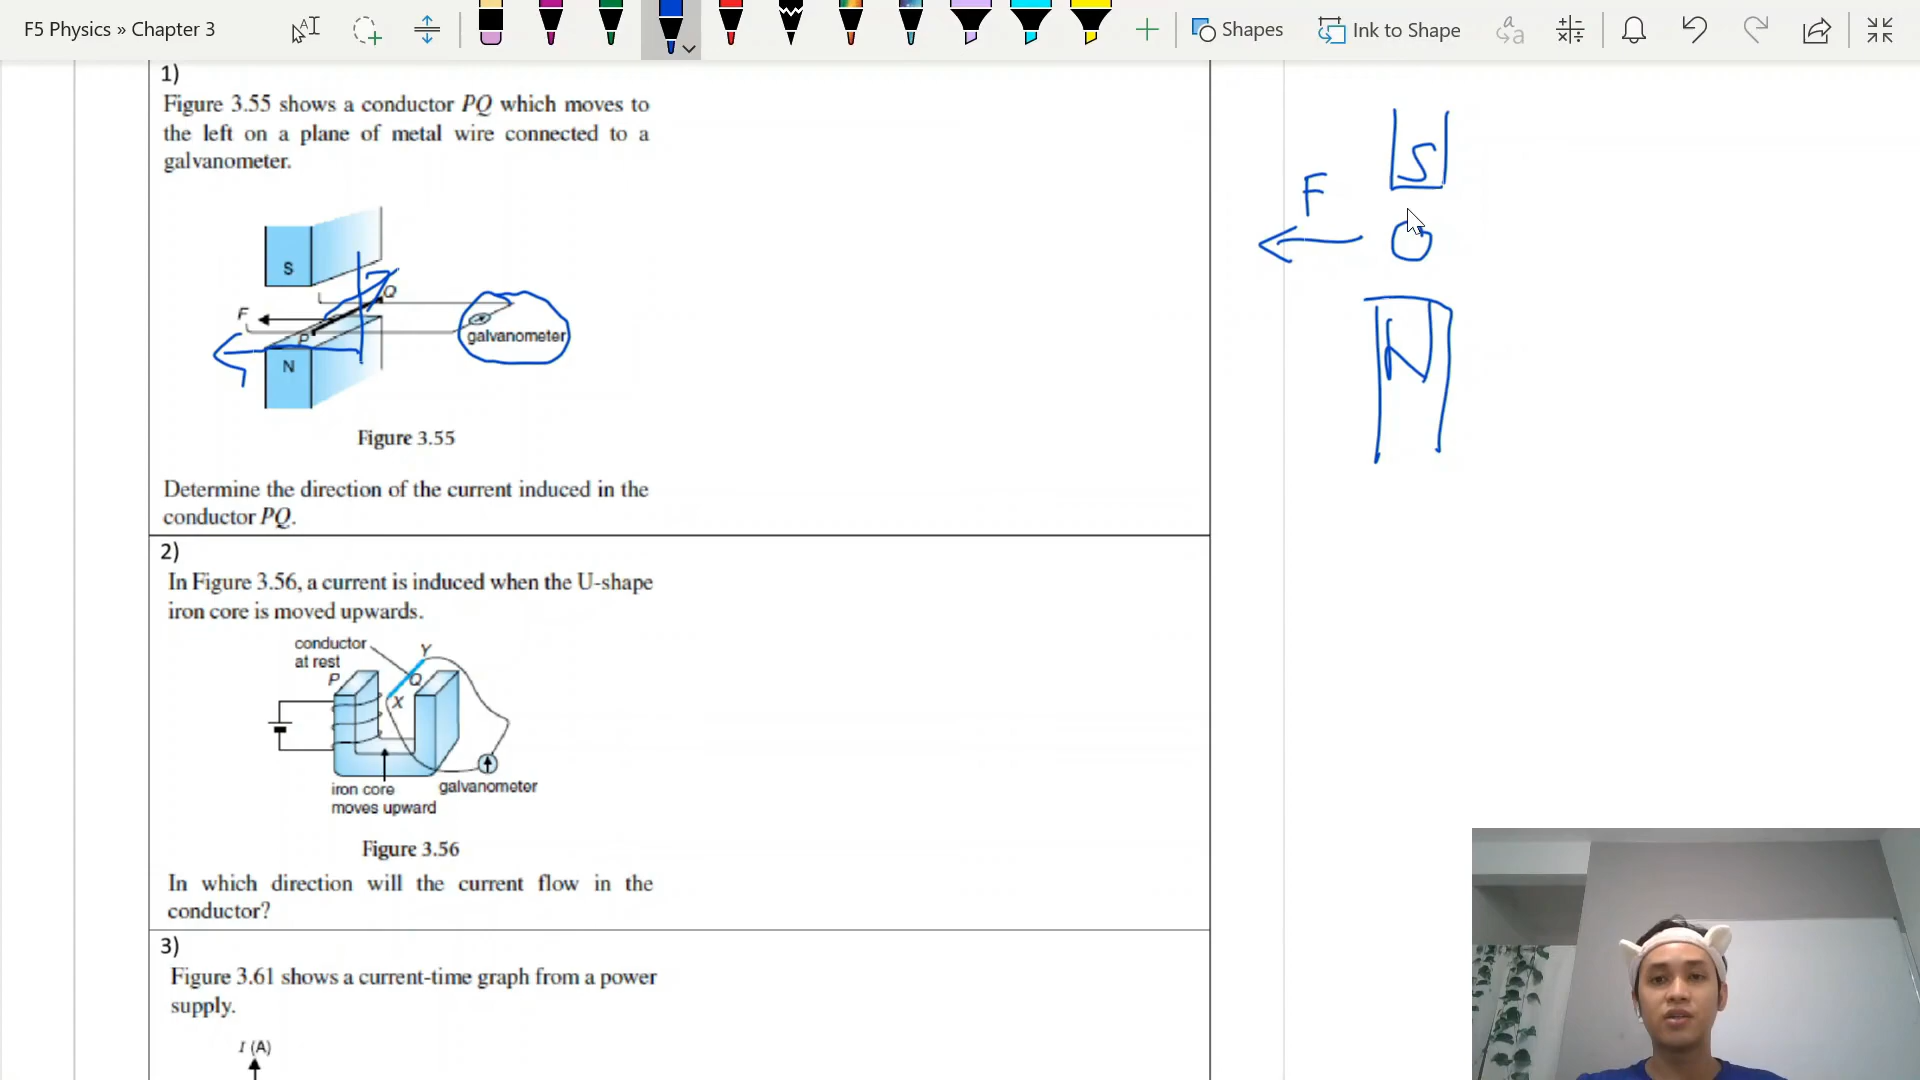 F5 Physics » Chapter 3
Shapes
Ink to Shape
1)
Figure 3.55 shows a conductor PQ which moves to
the left on a plane of metal wire connected to a
galvanometer.
S
Q
F
P
galvanometer
N
Figure 3.55
Determine the direction of the current induced in the
conductor PQ.
S
F
N
2)
In Figure 3.56, a current is induced when the U-shape
iron core is moved upwards.
conductor
at rest
Y
P
Q
X
iron core
moves upward
galvanometer
Figure 3.56
In which direction will the current flow in the
conductor?
3)
Figure 3.61 shows a current-time graph from a power
supply.
I (A)